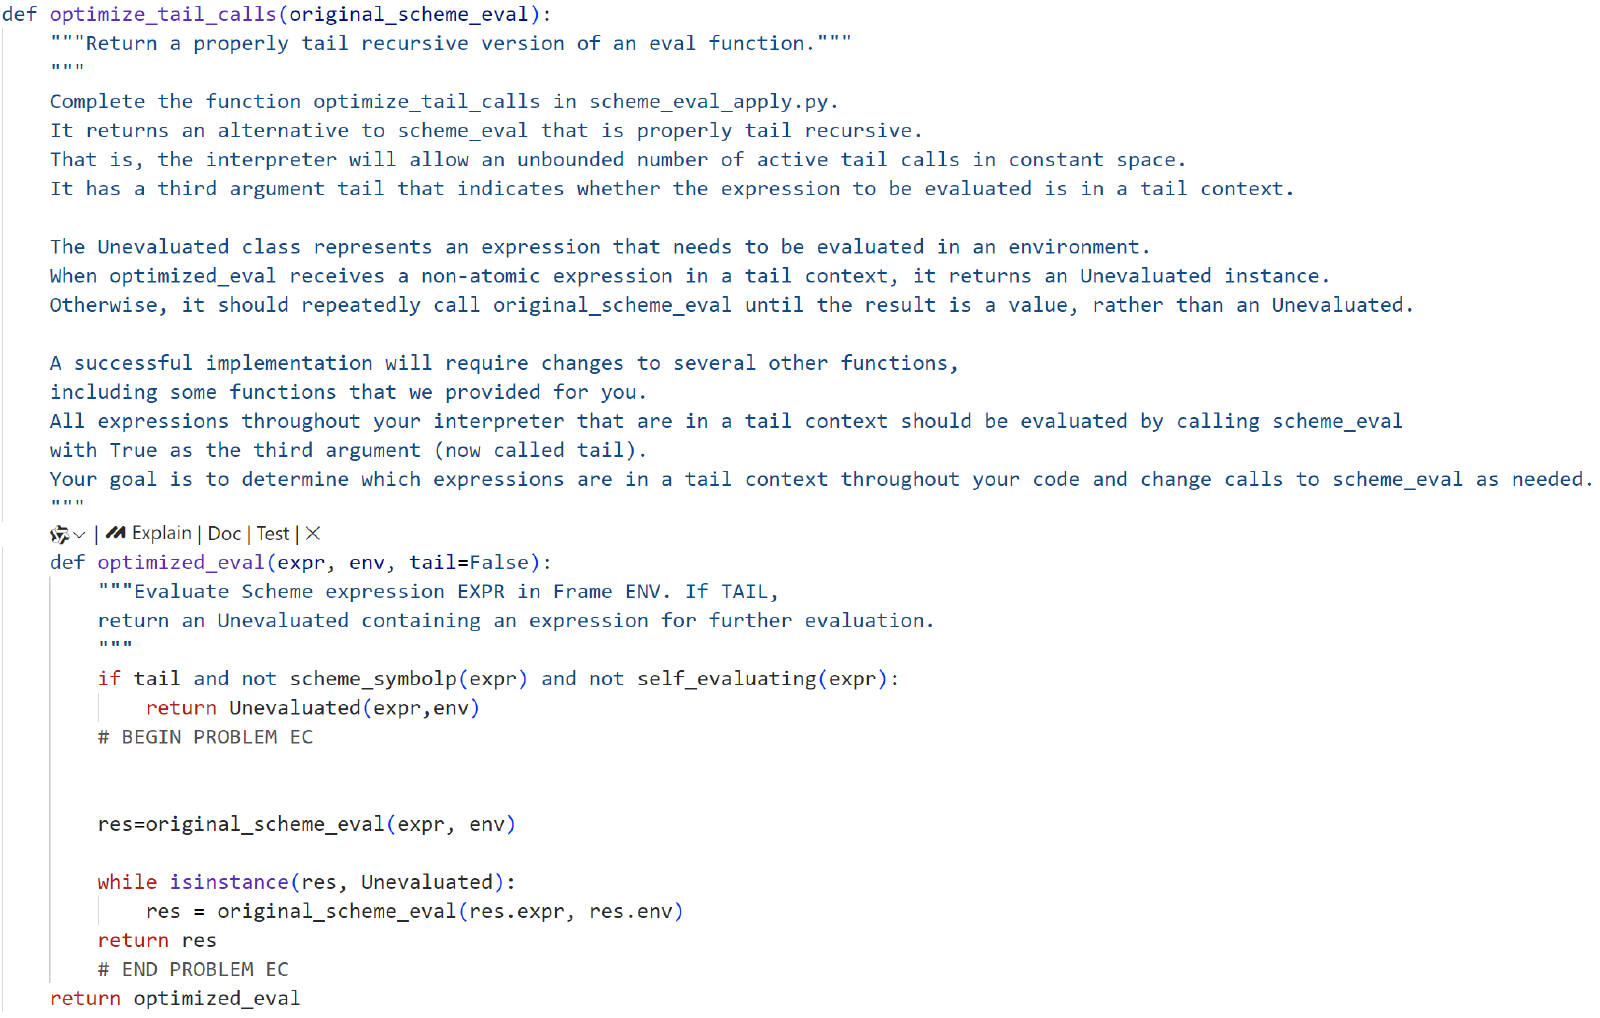 def optimize_tail_calls(original_scheme_eval):
"""Return a properly tail recursive version of an eval function."""
"""
Complete the function optimize_tail_calls in scheme_eval_apply.py.
It returns an alternative to scheme_eval that is properly tail recursive.
That is, the interpreter will allow an unbounded number of active tail calls in constant space.
It has a third argument tail that indicates whether the expression to be evaluated is in a tail context.
The Unevaluated class represents an expression that needs to be evaluated in an environment.
When optimized_eval receives a non-atomic expression in a tail context, it returns an Unevaluated instance.
Otherwise, it should repeatedly call original_scheme_eval until the result is a value, rather than an Unevaluated.
A successful implementation will require changes to several other functions,
including some functions that we provided for you.
All expressions throughout your interpreter that are in a tail context should be evaluated by calling scheme_eval
with True as the third argument (now called tail).
Your goal is to determine which expressions are in a tail context throughout your code and change calls to scheme_eval as needed.
"""
| Explain | Doc | Test | X
def optimized_eval(expr, env, tail=False):
"""Evaluate Scheme expression EXPR in Frame ENV. If TAIL,
return an Unevaluated containing an expression for further evaluation.
"""
if tail and not scheme_symbolp(expr) and not self_evaluating(expr):
return Unevaluated(expr,env)
# BEGIN PROBLEM EC
res=original_scheme_eval(expr, env)
while isinstance(res, Unevaluated):
res = original_scheme_eval(res.expr, res.env)
return res
# END PROBLEM EC
return optimized_eval